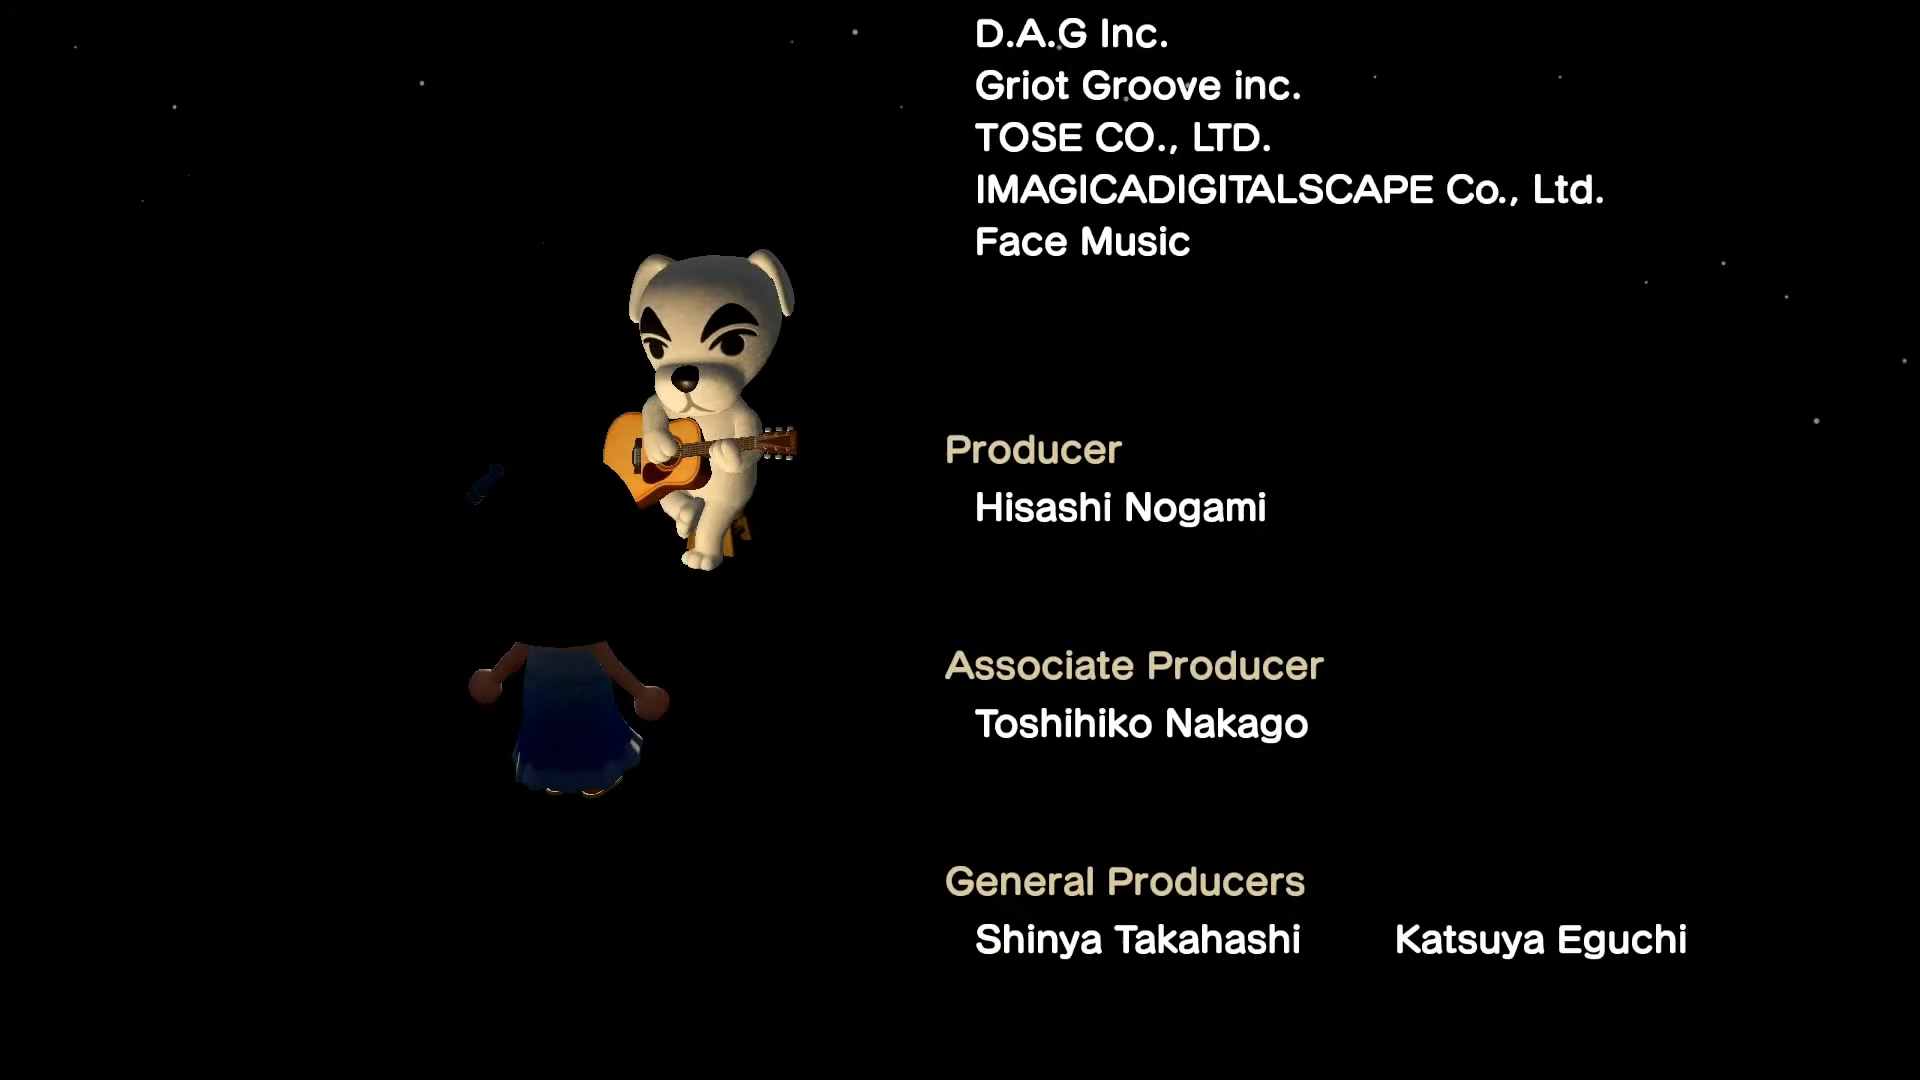 D.A.G Inc.
Griot Groove inc.
TOSE CO., LTD.
IMAGICADIGITALSCAPE Co., Ltd.
Face Music
Producer
Hisashi Nogami
Associate Producer
Toshihiko Nakago
General Producers
Shinya Takahashi Katsuya Eguchi